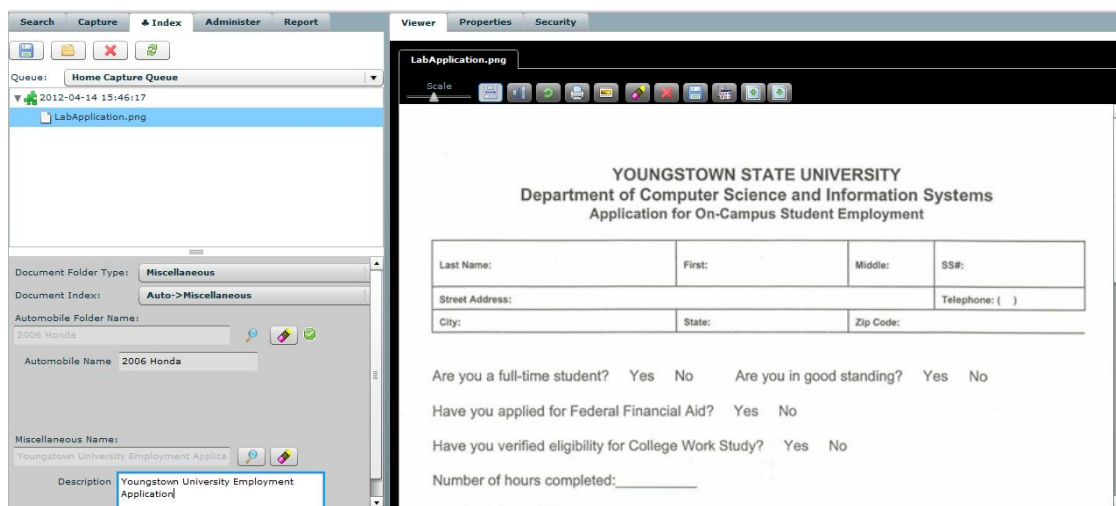 Search Capture Index Administer Report
Queue: Home Capture Queue
2012-04-14 15:46:17
LabApplication.png
Document Folder Type: Miscellaneous
Document Index: Auto->Miscellaneous
Automobile Folder Name:
2006 Honda
Automobile Name 2006 Honda
Miscellaneous Name:
Youngstown University Employment Applica
Description Youngstown University Employment
Application
Viewer Properties Security
LabApplication.png
Scale
YOUNGSTOWN STATE UNIVERSITY
Department of Computer Science and Information Systems
Application for On-Campus Student Employment
Last Name: First: Middle: SS#:
Street Address: Telephone: ( )
City: State: Zip Code:
Are you a full-time student? Yes No Are you in good standing? Yes No
Have you applied for Federal Financial Aid? Yes No
Have you verified eligibility for College Work Study? Yes No
Number of hours completed:__________